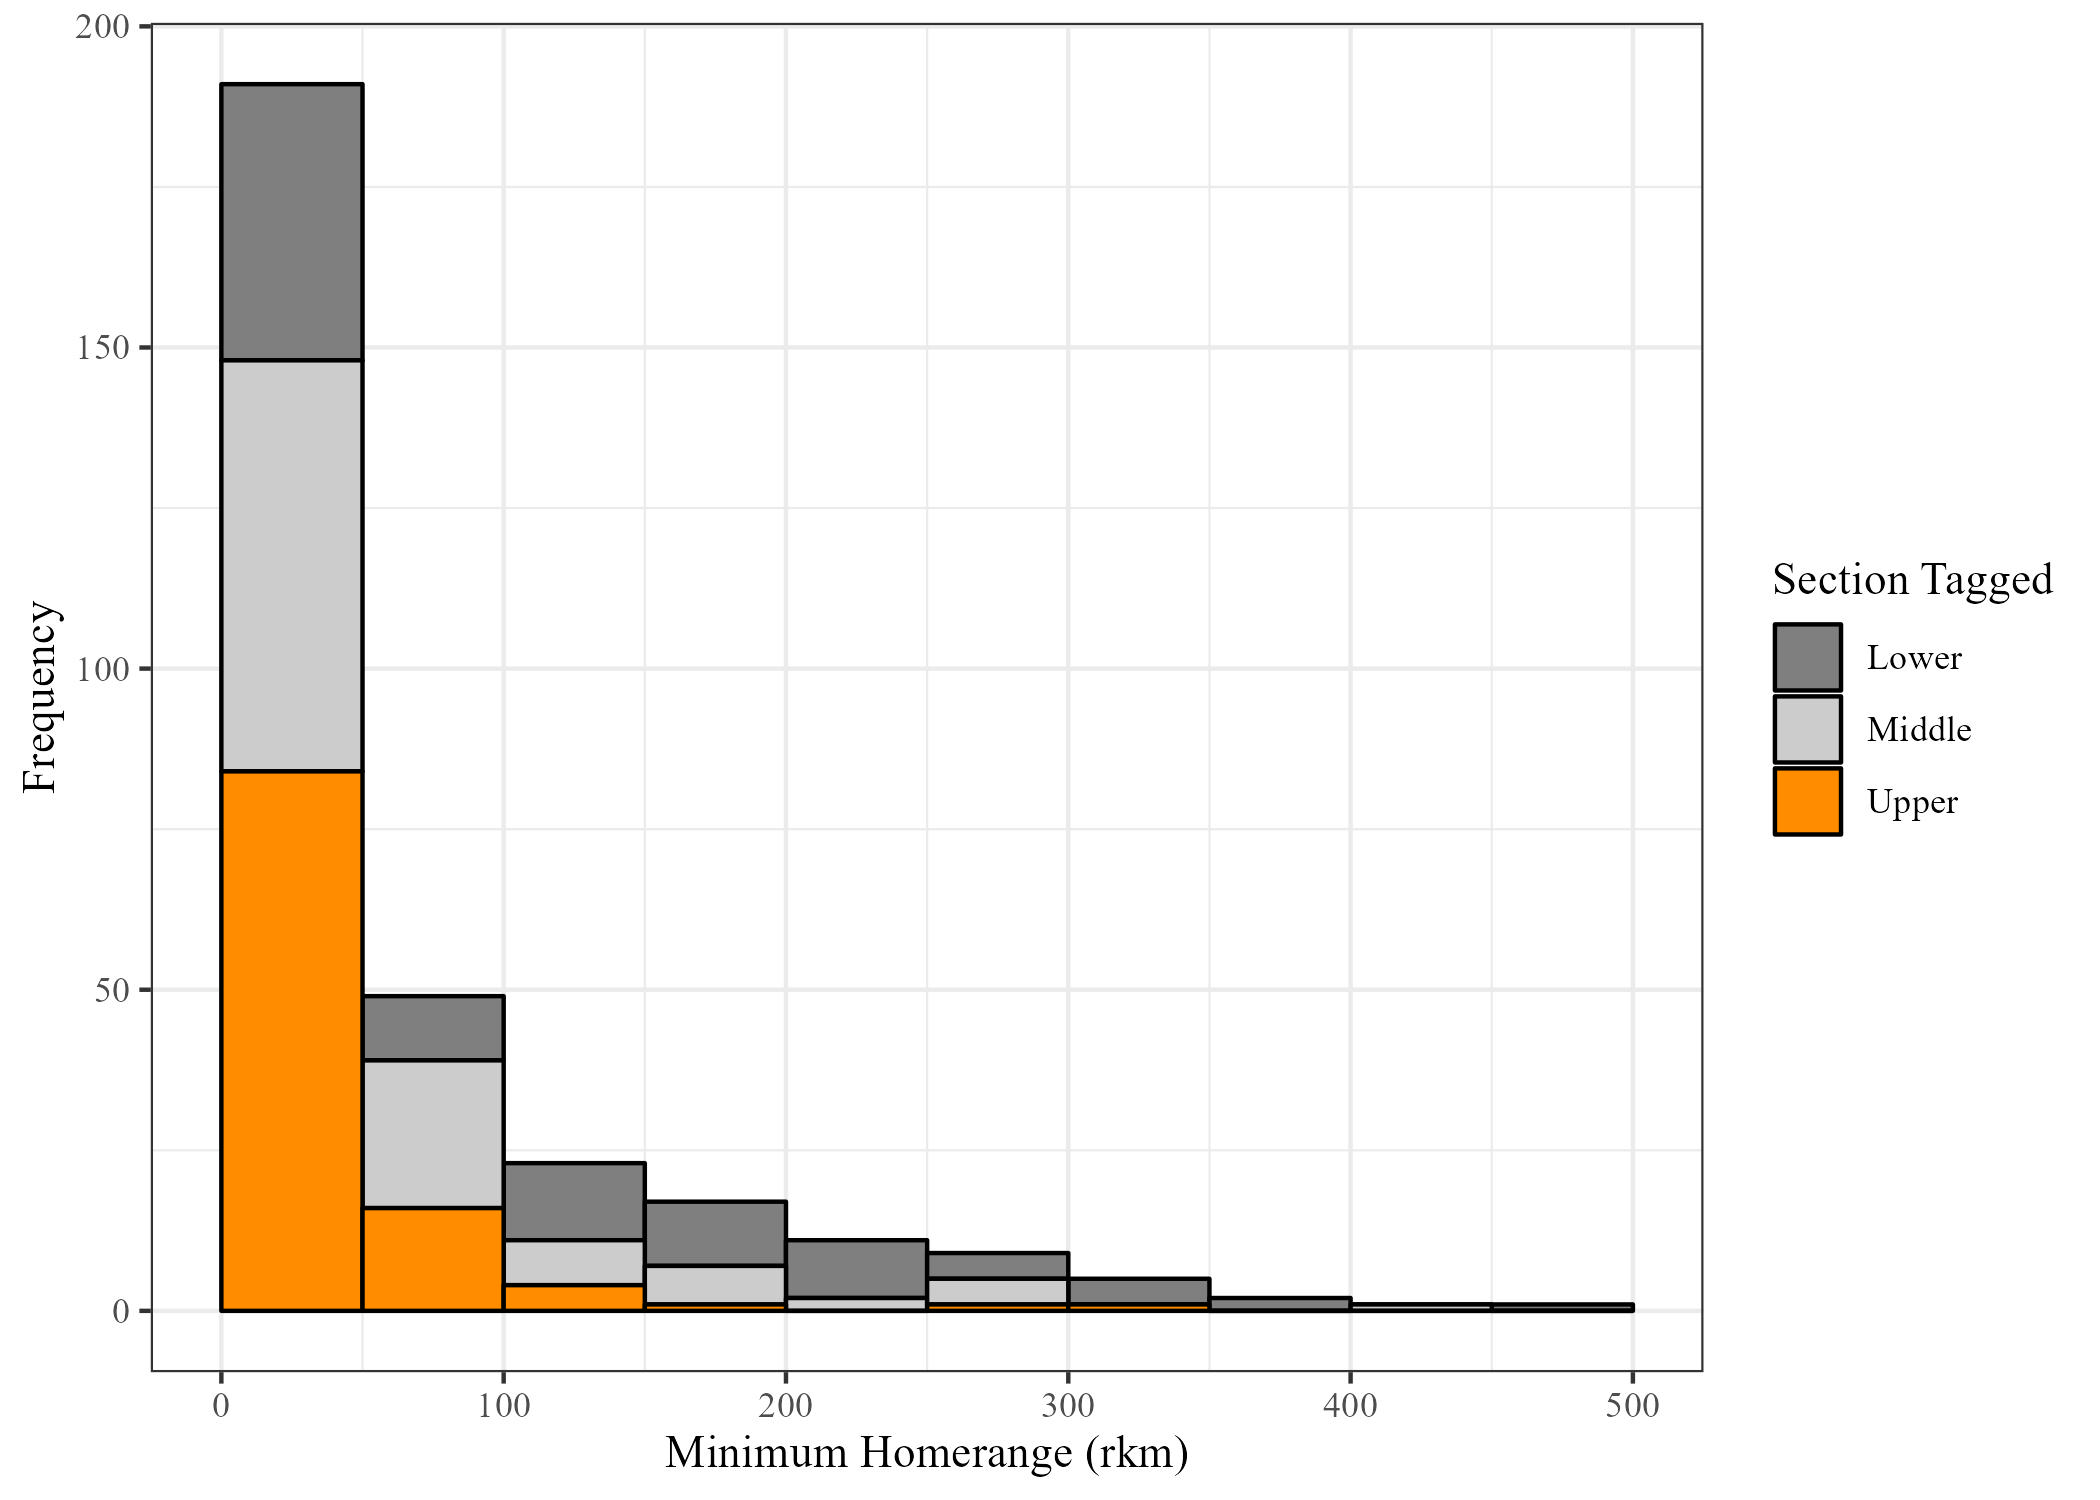 200
150
100
50
0
Frequency
0 100 200 300 400 500
Minimum Homerange (rkm)
Section Tagged
Lower
Middle
Upper